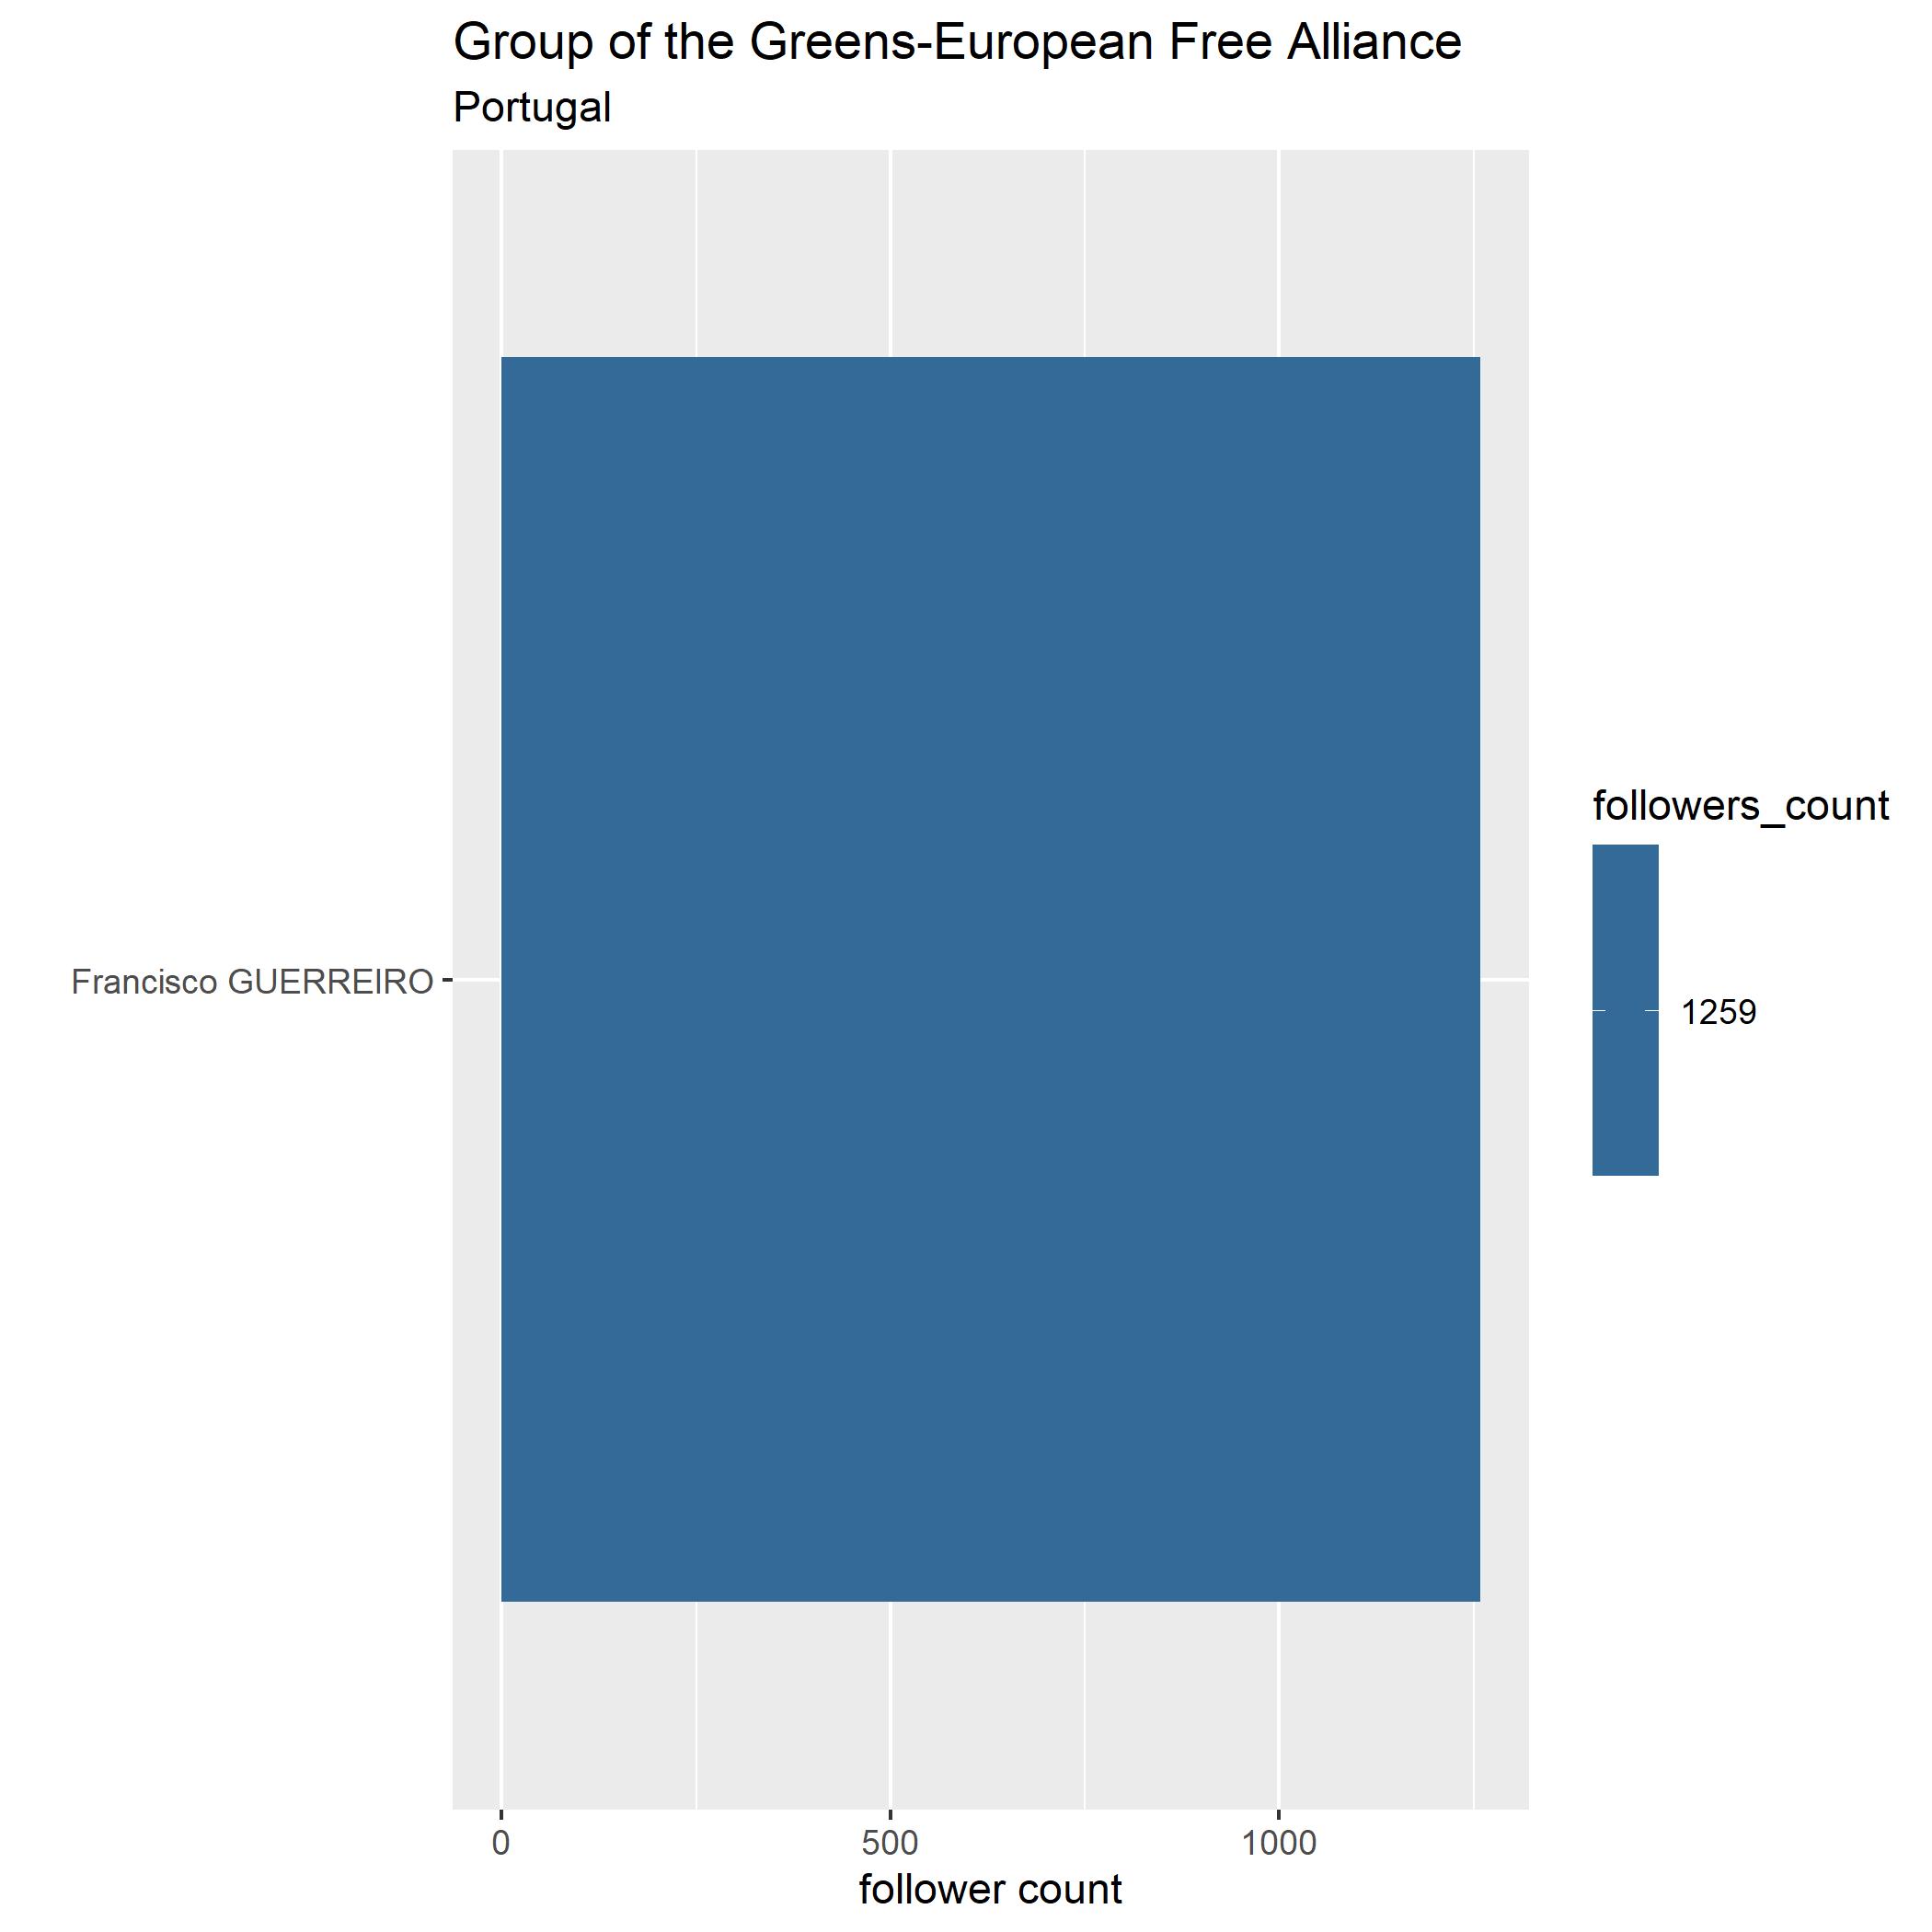 Group of the Greens-European Free Alliance
Portugal
Francisco GUERREIRO
followers_count
1259
0 500 1000
follower count